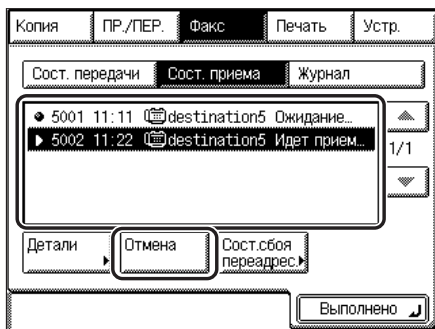 Копия ПР./ПЕР. Факс Печать Устр.
Сост. передачи Сост. приема Журнал
5001 11:11 destination5 Ожидание…
5002 11:22 destination5 Идет прием…
1/1
Детали Отмена Сост.сбоя
переадрес.
Выполнено